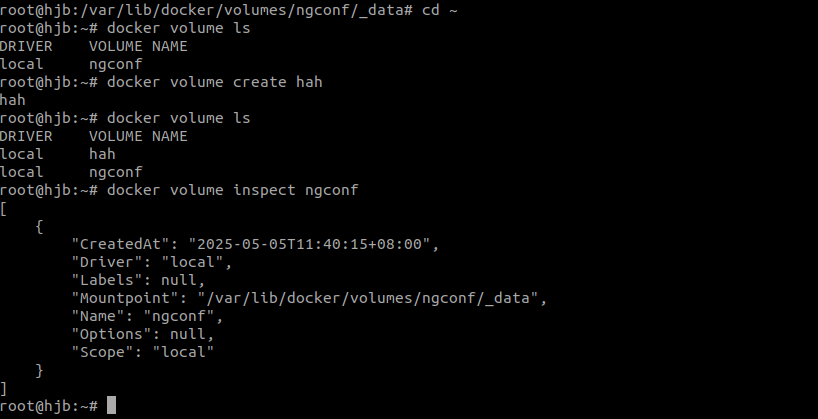 root@hjb:/var/lib/docker/volumes/ngconf/_data# cd ~
root@hjb:~# docker volume ls
DRIVER    VOLUME NAME
local     ngconf
root@hjb:~# docker volume create hah
hah
root@hjb:~# docker volume ls
DRIVER    VOLUME NAME
local     hah
local     ngconf
root@hjb:~# docker volume inspect ngconf
[
    {
        "CreatedAt": "2025-05-05T11:40:15+08:00",
        "Driver": "local",
        "Labels": null,
        "Mountpoint": "/var/lib/docker/volumes/ngconf/_data",
        "Name": "ngconf",
        "Options": null,
        "Scope": "local"
    }
]
root@hjb:~#